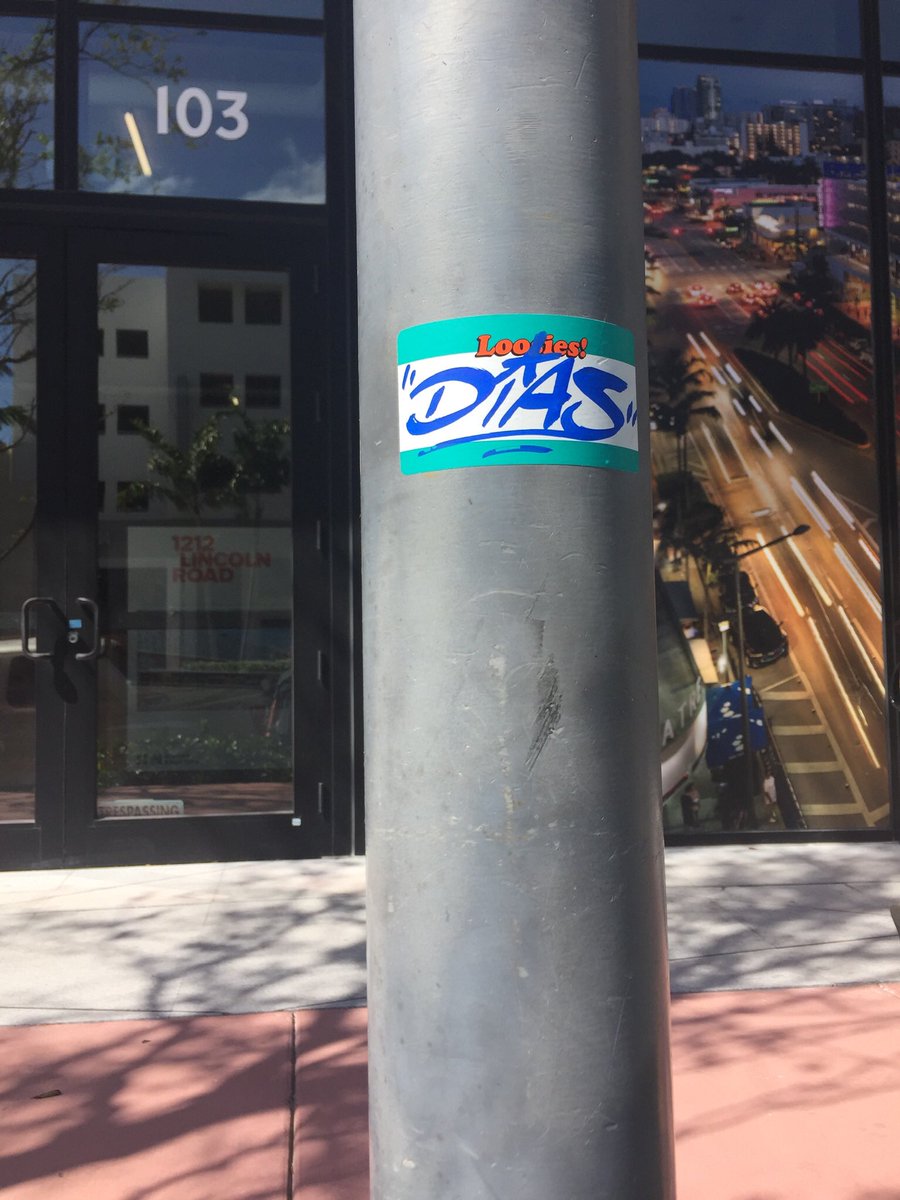 103
Loosies!
"DIAS"
1212
LINCOLN
ROAD
TRESPASSING